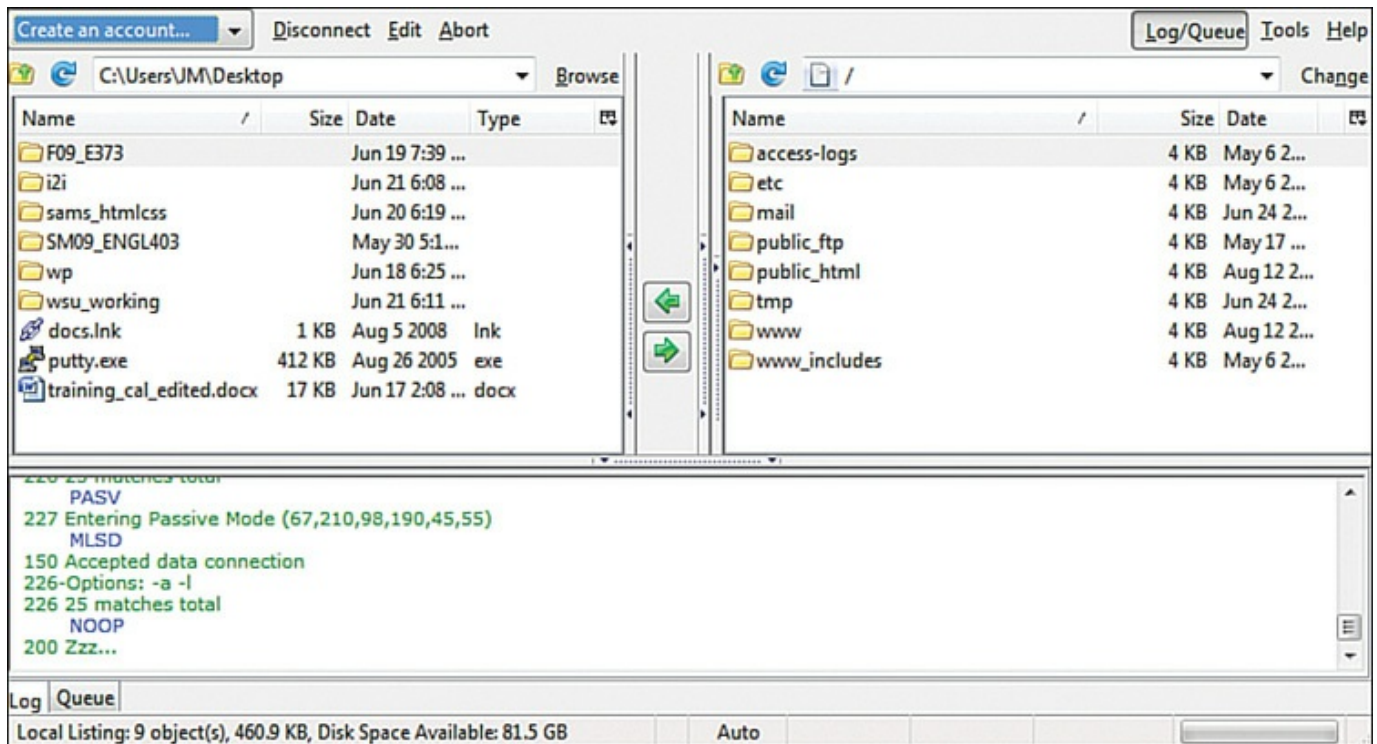 Create an account... Disconnect Edit Abort Log/Queue Tools Help
C:\Users\JM\Desktop Browse / Change
Name / Size Date Type Name / Size Date
F09_E373 Jun 19 7:39 ... access-logs 4 KB May 6 2...
i2i Jun 21 6:08 ... etc 4 KB May 6 2...
sams_htmlcss Jun 20 6:19 ... mail 4 KB Jun 24 2...
SM09_ENGL403 May 30 5:1... public_ftp 4 KB May 17 ...
wp Jun 18 6:25 ... public_html 4 KB Aug 12 2...
wsu_working Jun 21 6:11 ... tmp 4 KB Jun 24 2...
docs.lnk 1 KB Aug 5 2008 lnk www 4 KB Aug 12 2...
putty.exe 412 KB Aug 26 2005 exe www_includes 4 KB May 6 2...
training_cal_edited.docx 17 KB Jun 17 2:08 ... docx
226 25 matches total
PASV
227 Entering Passive Mode (67,210,98,190,45,55)
MLSD
150 Accepted data connection
226-Options: -a -l
226 25 matches total
NOOP
200 Zzz...
Log Queue
Local Listing: 9 object(s), 460.9 KB, Disk Space Available: 81.5 GB Auto